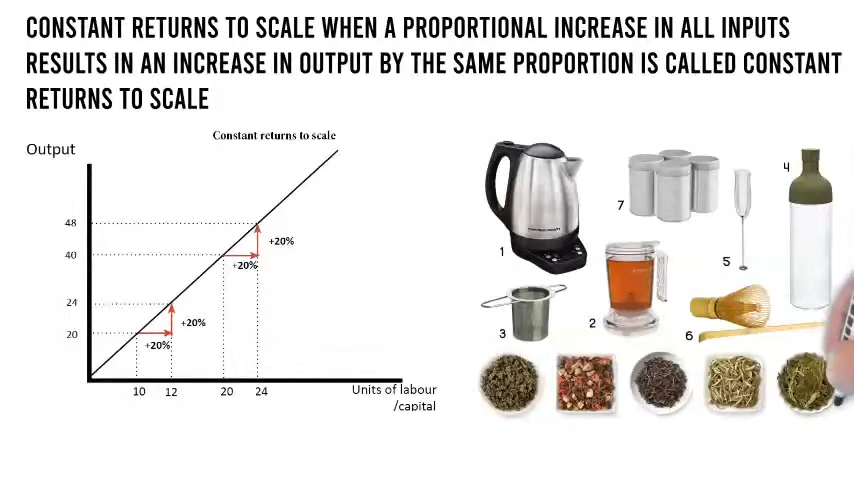 CONSTANT RETURNS TO SCALE WHEN A PROPORTIONAL INCREASE IN ALL INPUTS
RESULTS IN AN INCREASE IN OUTPUT BY THE SAME PROPORTION IS CALLED CONSTANT
RETURNS TO SCALE
Constant returns to scale
Output
48
40
24
20
+20%
+20%
+20%
+20%
10 12 20 24
Units of labour
/capital
1
2
3
4
5
6
7